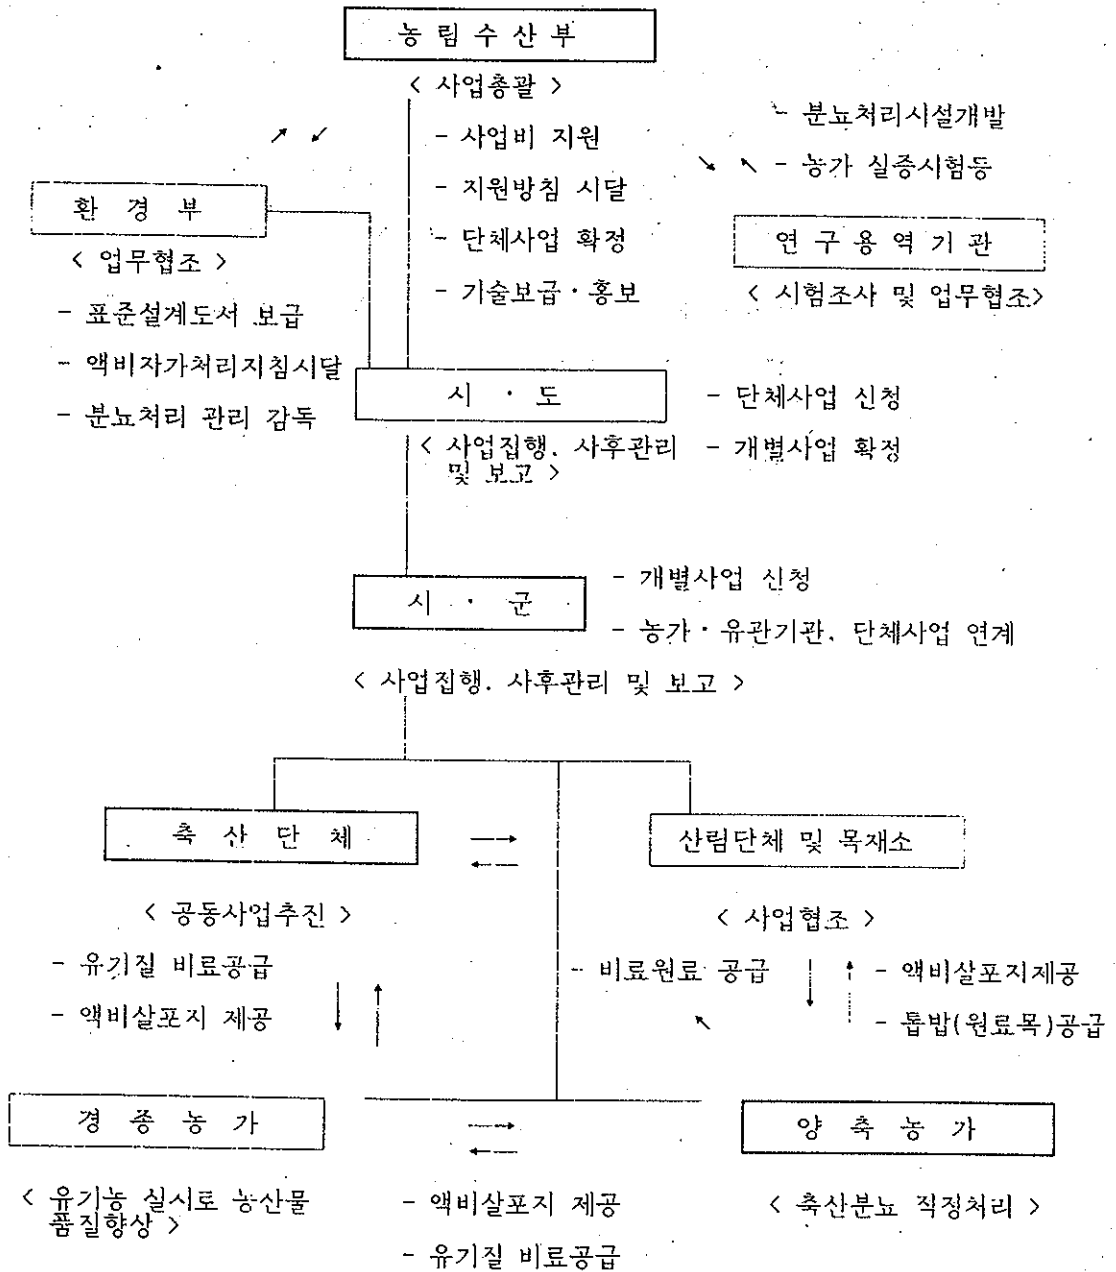 농 림 수 산 부
< 사업총괄 >
- 사업비 지원
- 지원방침 시달
- 단체사업 확정
- 기술보급·홍보
- 분뇨처리시설개발
- 농가 실증시험등
연 구 용 역 기 관
< 시험조사 및 업무협조>
환 경 부
< 업무협조 >
- 표준설계도서 보급
- 액비자가처리지침시달
- 분뇨처리 관리 감독
시 · 도
< 사업집행. 사후관리
및 보고 >
- 단체사업 신청
- 개별사업 확정
시 · 군
- 개별사업 신청
- 농가·유관기관. 단체사업 연계
< 사업집행. 사후관리 및 보고 >
축 산 단 체
< 공동사업추진 >
- 유기질 비료공급
- 액비살포지 제공
산림단체 및 목재소
< 사업협조 >
- 비료원료 공급
- 액비살포지제공
- 톱밥(원료목)공급
경 종 농 가
< 유기농 실시로 농산물
품질향상 >
- 액비살포지 제공
- 유기질 비료공급
양 축 농 가
< 축산분뇨 적정처리 >